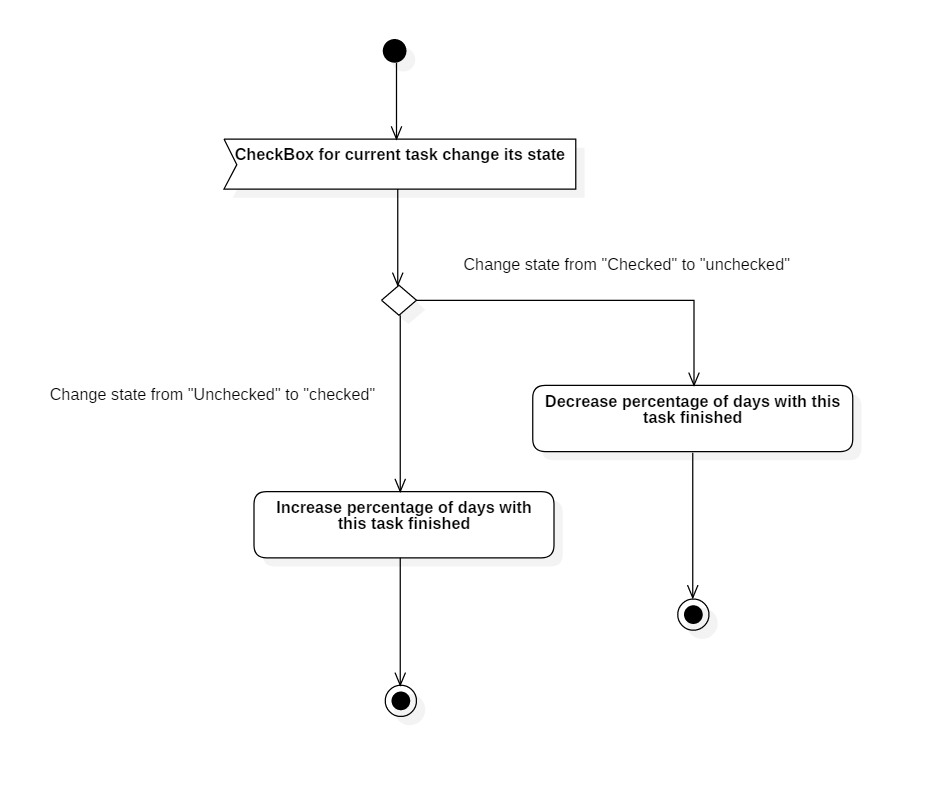 CheckBox for current task change its state
Change state from "Checked" to "unchecked"
Change state from "Unchecked" to "checked"
Decrease percentage of days with this
task finished
Increase percentage of days with
this task finished